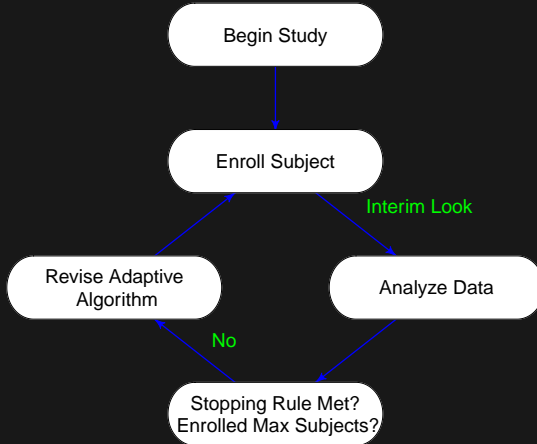 Begin Study
Enroll Subject
Interim Look
Revise Adaptive
Algorithm
Analyze Data
No
Stopping Rule Met?
Enrolled Max Subjects?